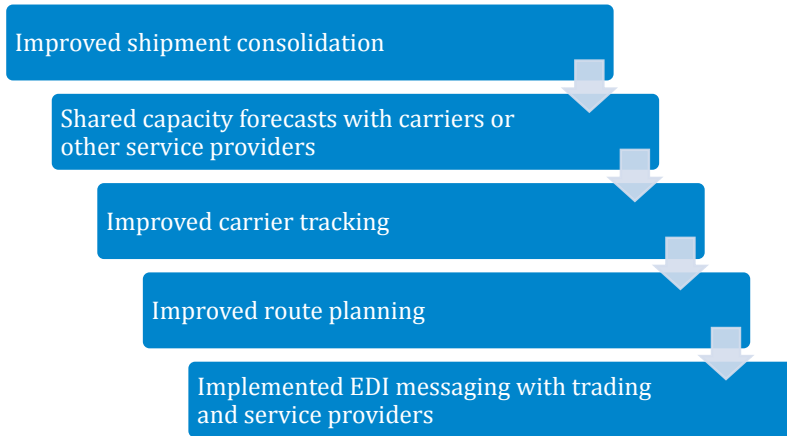 Improved shipment consolidation
Shared capacity forecasts with carriers or
other service providers
Improved carrier tracking
Improved route planning
Implemented EDI messaging with trading
and service providers